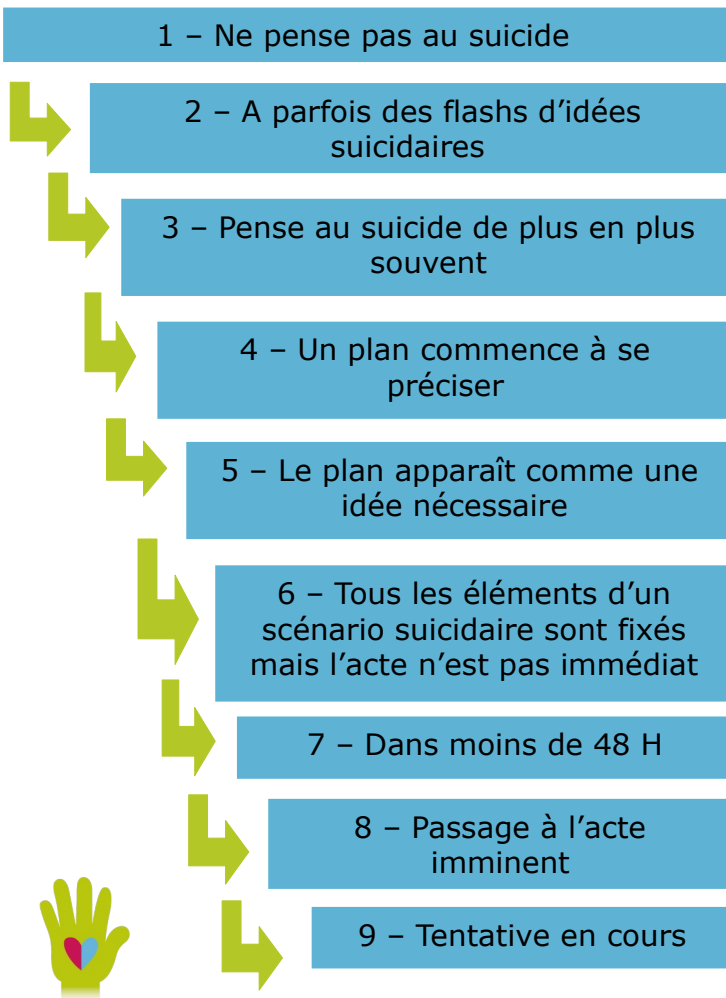 1 – Ne pense pas au suicide
2 – A parfois des flashs d’idées
suicidaires
3 – Pense au suicide de plus en plus
souvent
4 – Un plan commence à se
préciser
5 – Le plan apparaît comme une
idée nécessaire
6 – Tous les éléments d’un
scénario suicidaire sont fixés
mais l’acte n’est pas immédiat
7 – Dans moins de 48 H
8 – Passage à l’acte
imminent
9 – Tentative en cours